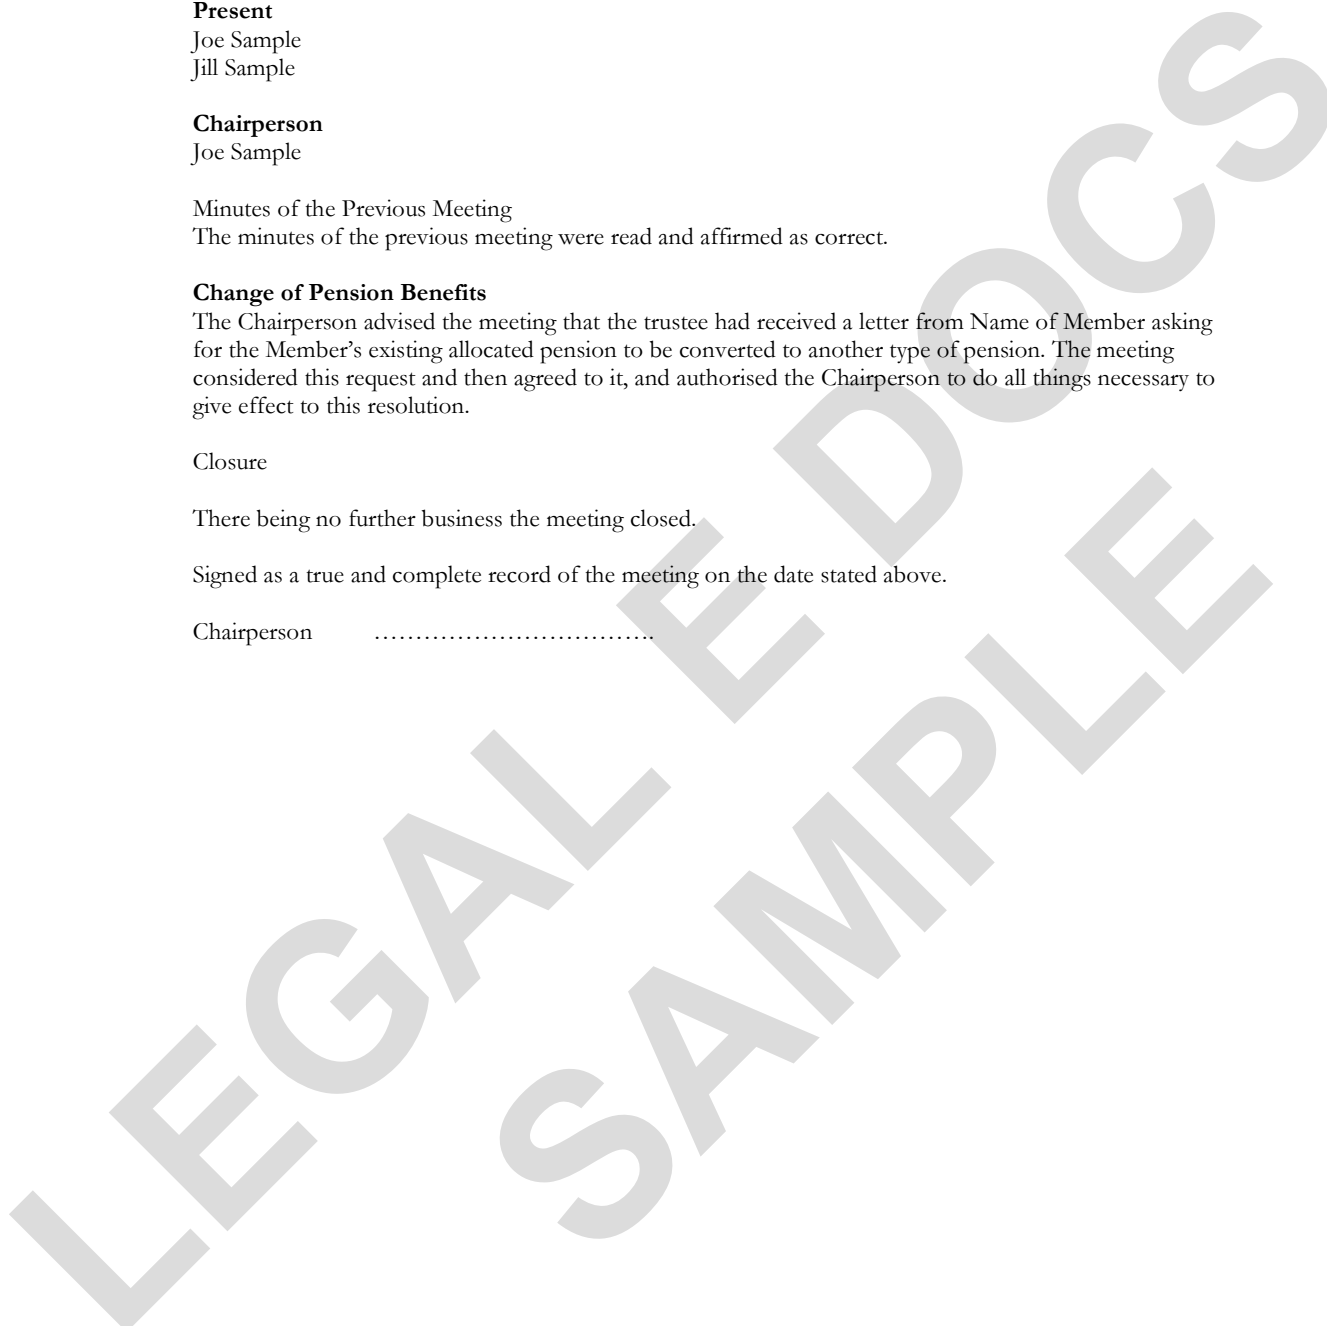 Present
Joe Sample
Jill Sample
Chairperson
Joe Sample
Minutes of the Previous Meeting
The minutes of the previous meeting were read and affirmed as correct.
Change of Pension Benefits
The Chairperson advised the meeting that the trustee had received a letter from Name of Member asking
for the Member’s existing allocated pension to be converted to another type of pension. The meeting
considered this request and then agreed to it, and authorised the Chairperson to do all things necessary to
give effect to this resolution.
Closure
There being no further business the meeting closed.
Signed as a true and complete record of the meeting on the date stated above.
Chairperson …………………………….
LEGAL E DOCS
SAMPLE